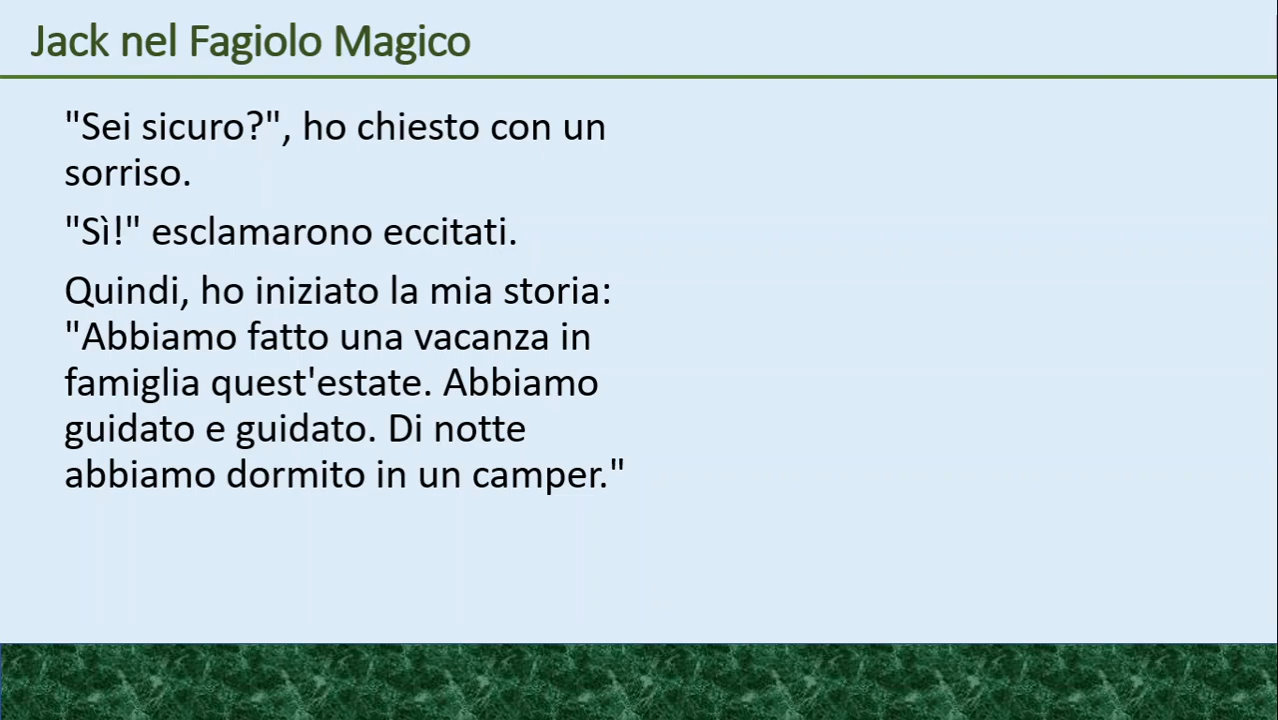 Jack nel Fagiolo Magico
"Sei sicuro?", ho chiesto con un
sorriso.
"Sì!" esclamarono eccitati.
Quindi, ho iniziato la mia storia:
"Abbiamo fatto una vacanza in
famiglia quest'estate. Abbiamo
guidato e guidato. Di notte
abbiamo dormito in un camper."